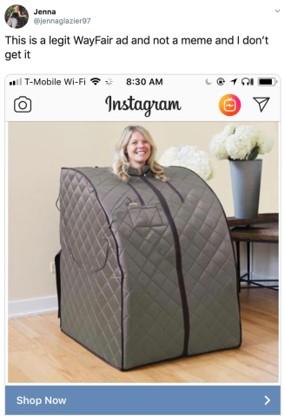 Jenna
@jennaglazier97
This is a legit WayFair ad and not a meme and I don't
get it
T-Mobile Wi-Fi 8:30 AM
Instagram
Shop Now